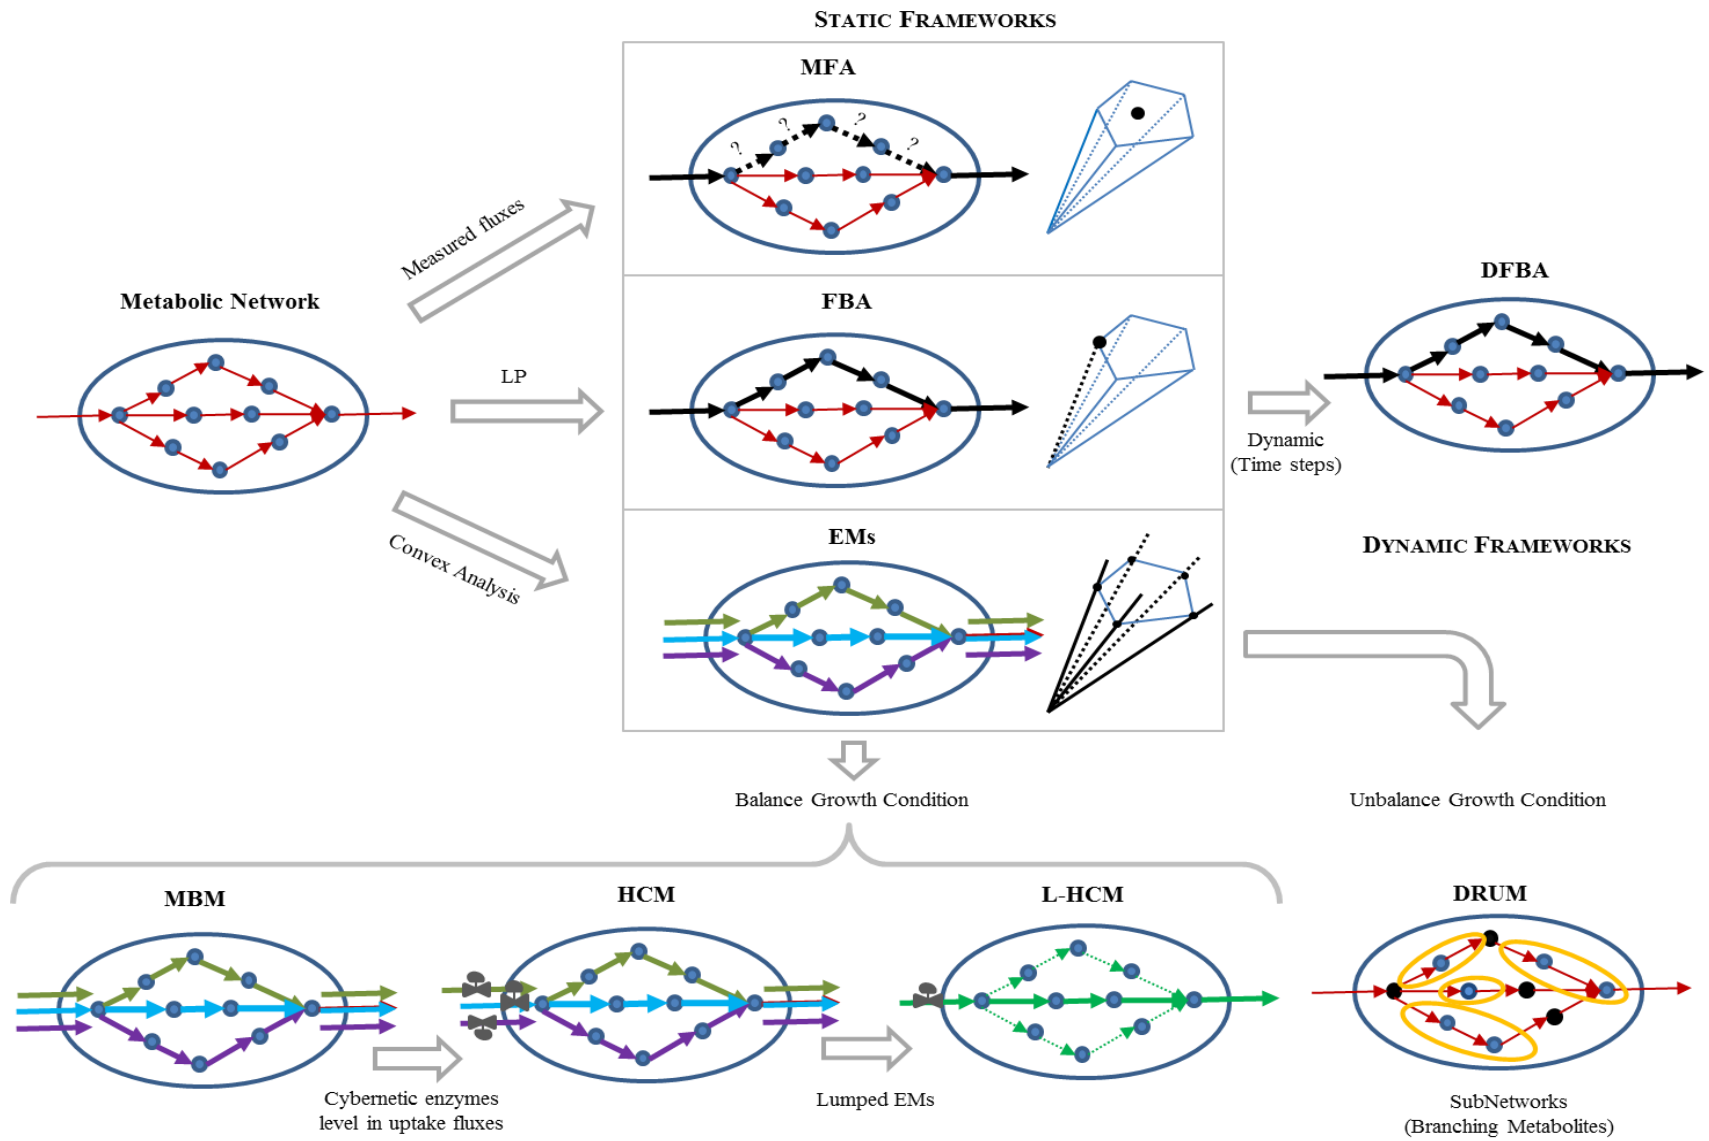 STATIC FRAMEWORKS
MFA
?
?
?
?
Measured fluxes
Metabolic Network
LP
FBA
DFBA
Dynamic
(Time steps)
Convex Analysis
EMs
DYNAMIC FRAMEWORKS
Balance Growth Condition
Unbalance Growth Condition
MBM
HCM
L-HCM
DRUM
Cybernetic enzymes
level in uptake fluxes
Lumped EMs
SubNetworks
(Branching Metabolites)